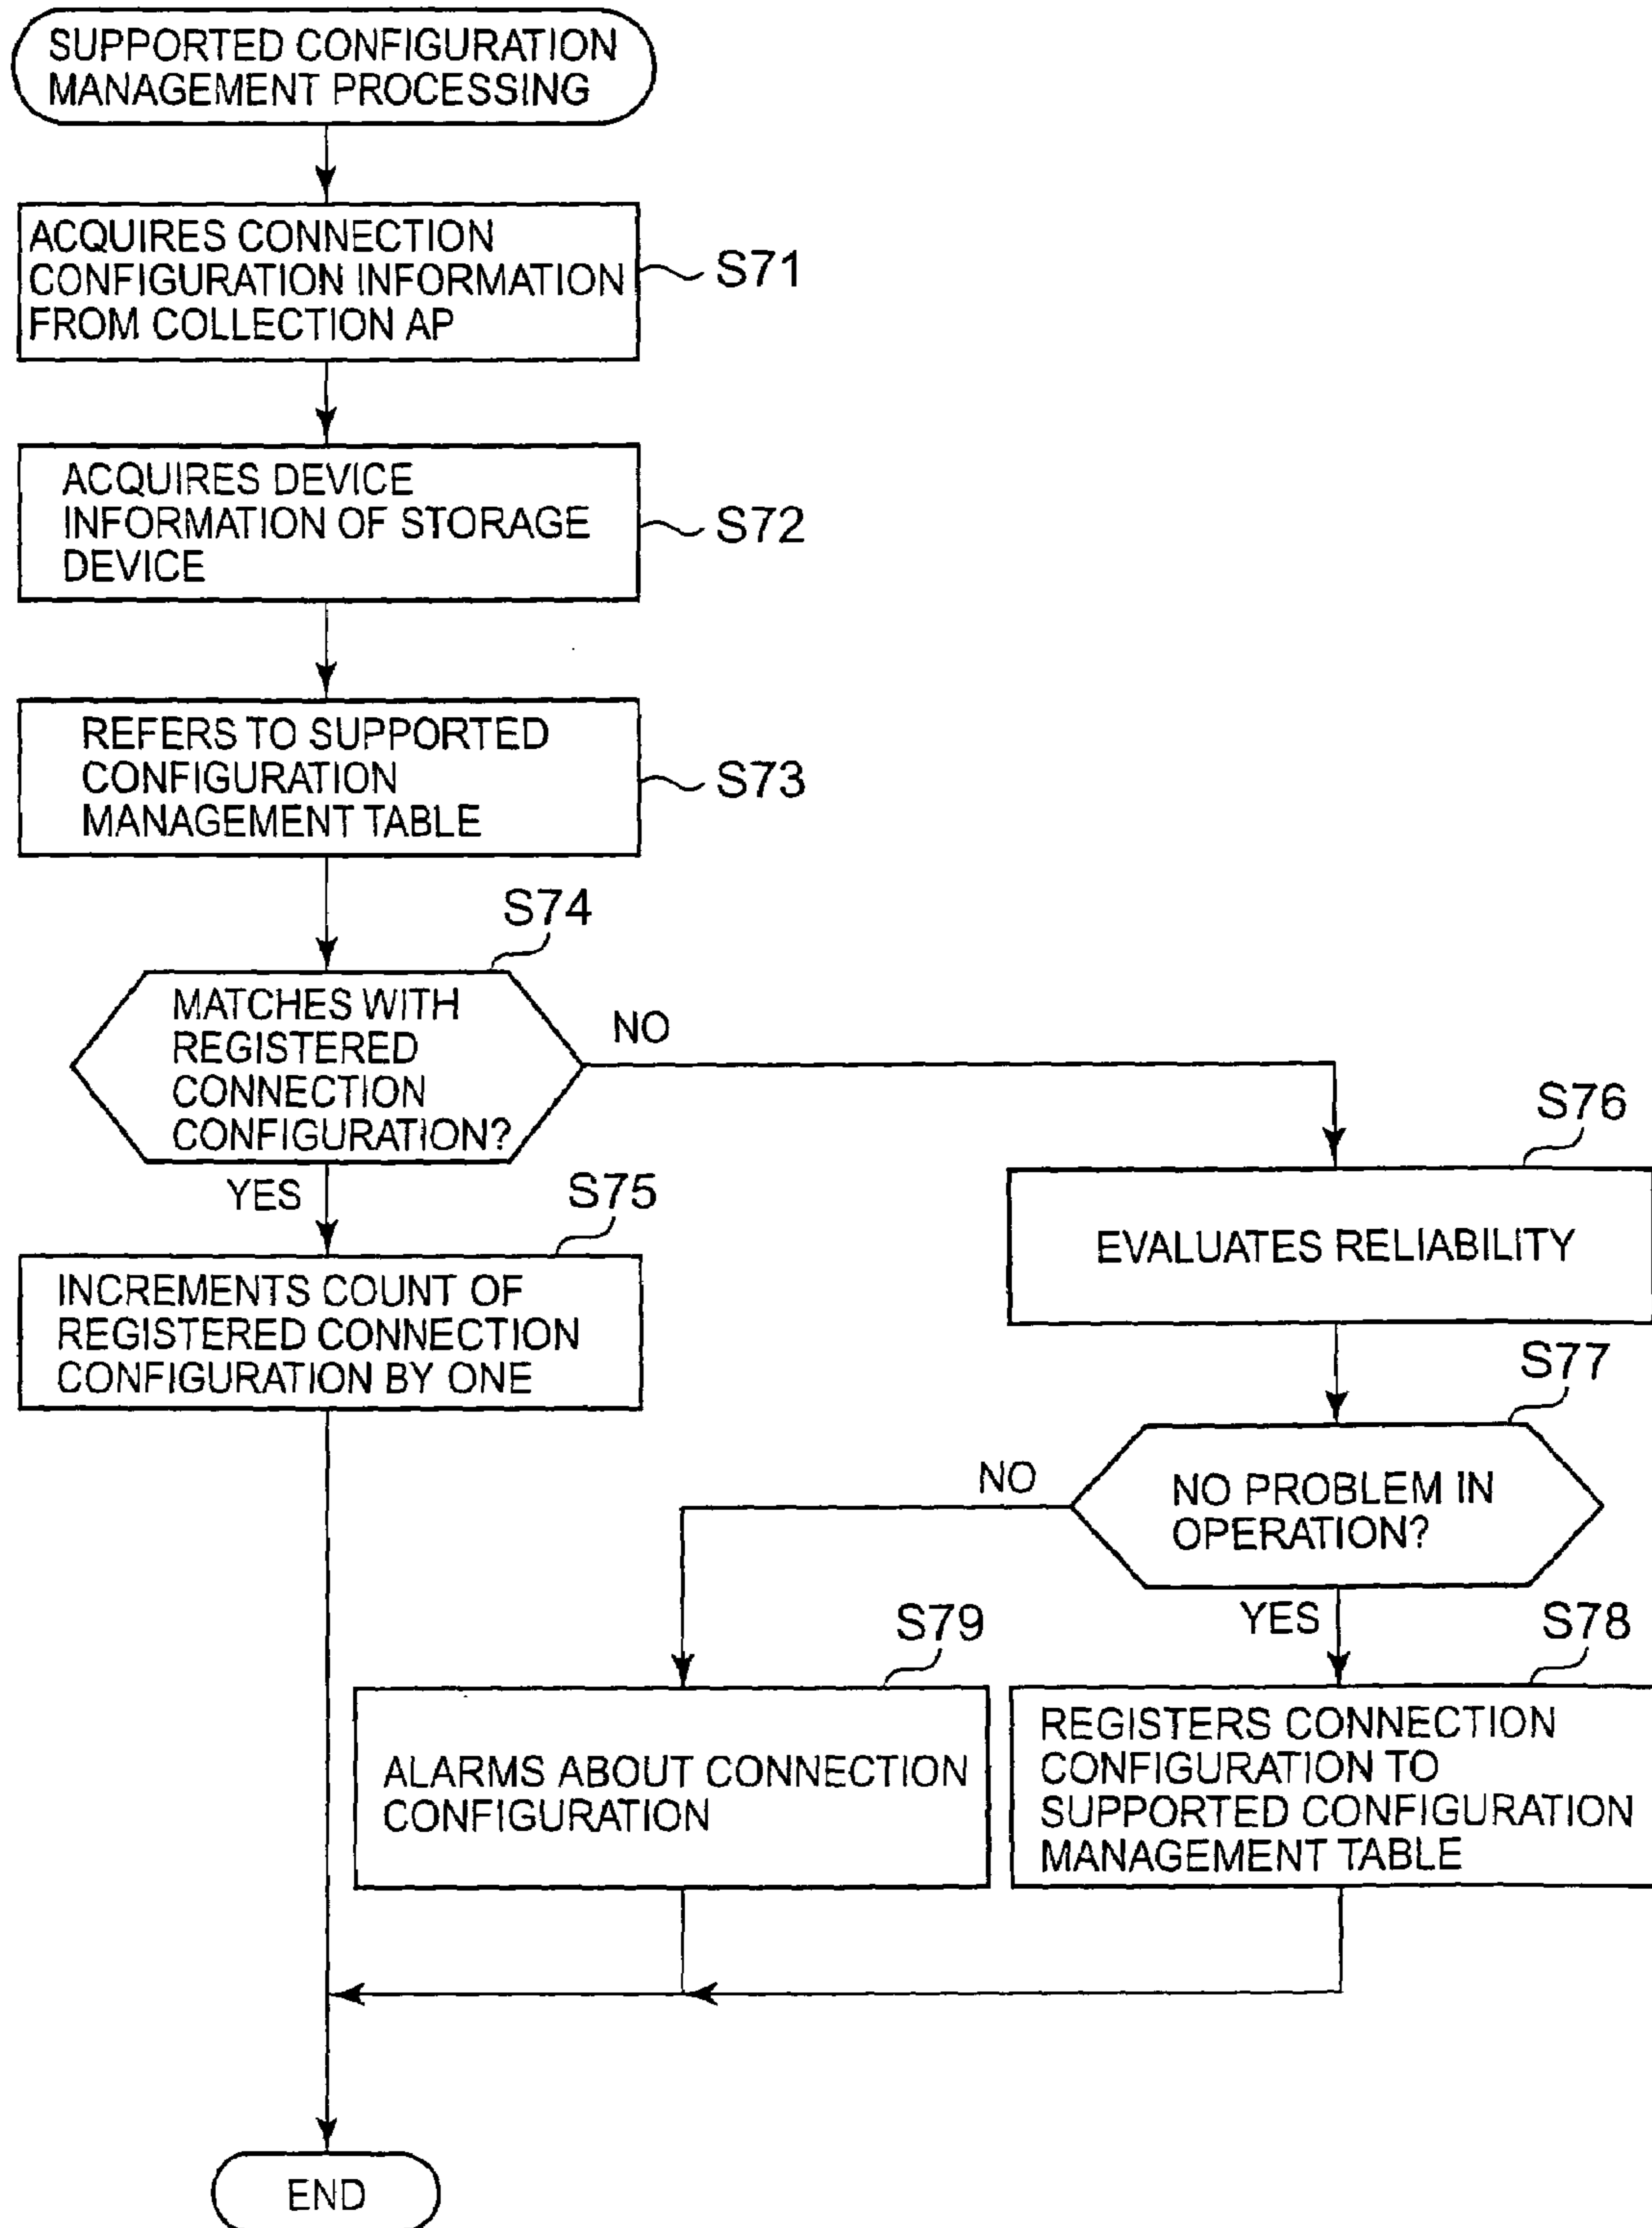 SUPPORTED CONFIGURATION
MANAGEMENT PROCESSING
ACQUIRES CONNECTION
CONFIGURATION INFORMATION
FROM COLLECTION AP
S71
ACQUIRES DEVICE
INFORMATION OF STORAGE
DEVICE
S72
REFERS TO SUPPORTED
CONFIGURATION
MANAGEMENT TABLE
S73
S74
MATCHES WITH
REGISTERED
CONNECTION
CONFIGURATION?
NO
YES
S75
INCREMENTS COUNT OF
REGISTERED CONNECTION
CONFIGURATION BY ONE
S76
EVALUATES RELIABILITY
S77
NO PROBLEM IN
OPERATION?
NO
YES
S79
ALARMS ABOUT CONNECTION
CONFIGURATION
S78
REGISTERS CONNECTION
CONFIGURATION TO
SUPPORTED CONFIGURATION
MANAGEMENT TABLE
END